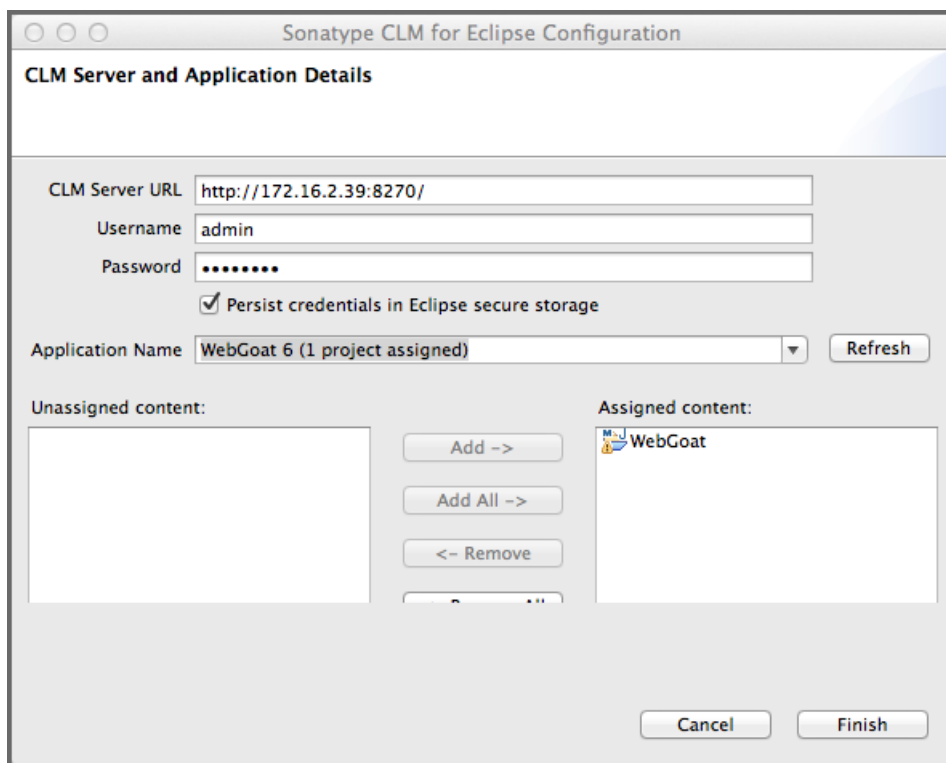 Sonatype CLM for Eclipse Configuration
CLM Server and Application Details
CLM Server URL http://172.16.2.39:8270/
Username admin
Password ••••••••
Persist credentials in Eclipse secure storage
Application Name WebGoat 6 (1 project assigned) Refresh
Unassigned content: Assigned content:
Add -> WebGoat
Add All ->
<- Remove
Cancel Finish